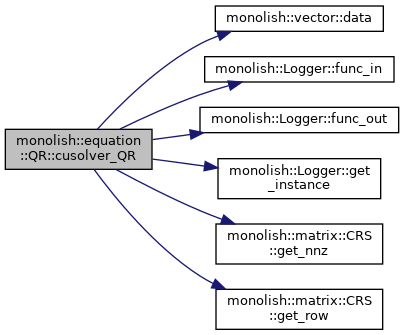 monolish::equation
::QR::cusolver_QR
monolish::vector::data
monolish::Logger::func_in
monolish::Logger::func_out
monolish::Logger::get
_instance
monolish::matrix::CRS
::get_nnz
monolish::matrix::CRS
::get_row